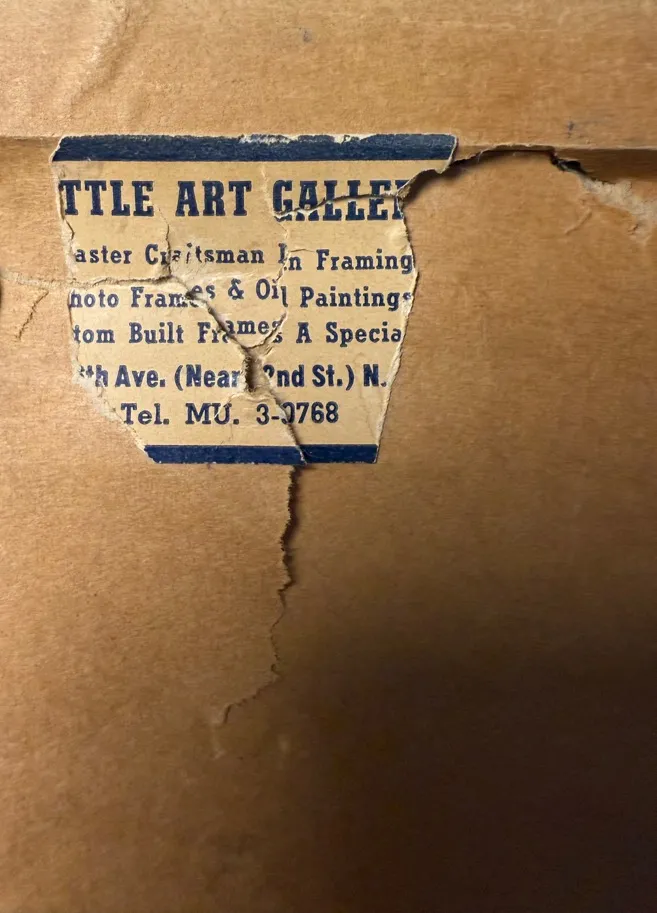 TTLE ART GALLER
aster Craftsman In Framing
hoto Frames & Oil Paintings
tom Built Frames A Specia
th Ave. (Near 2nd St.) N.
Tel. MU. 3-0768